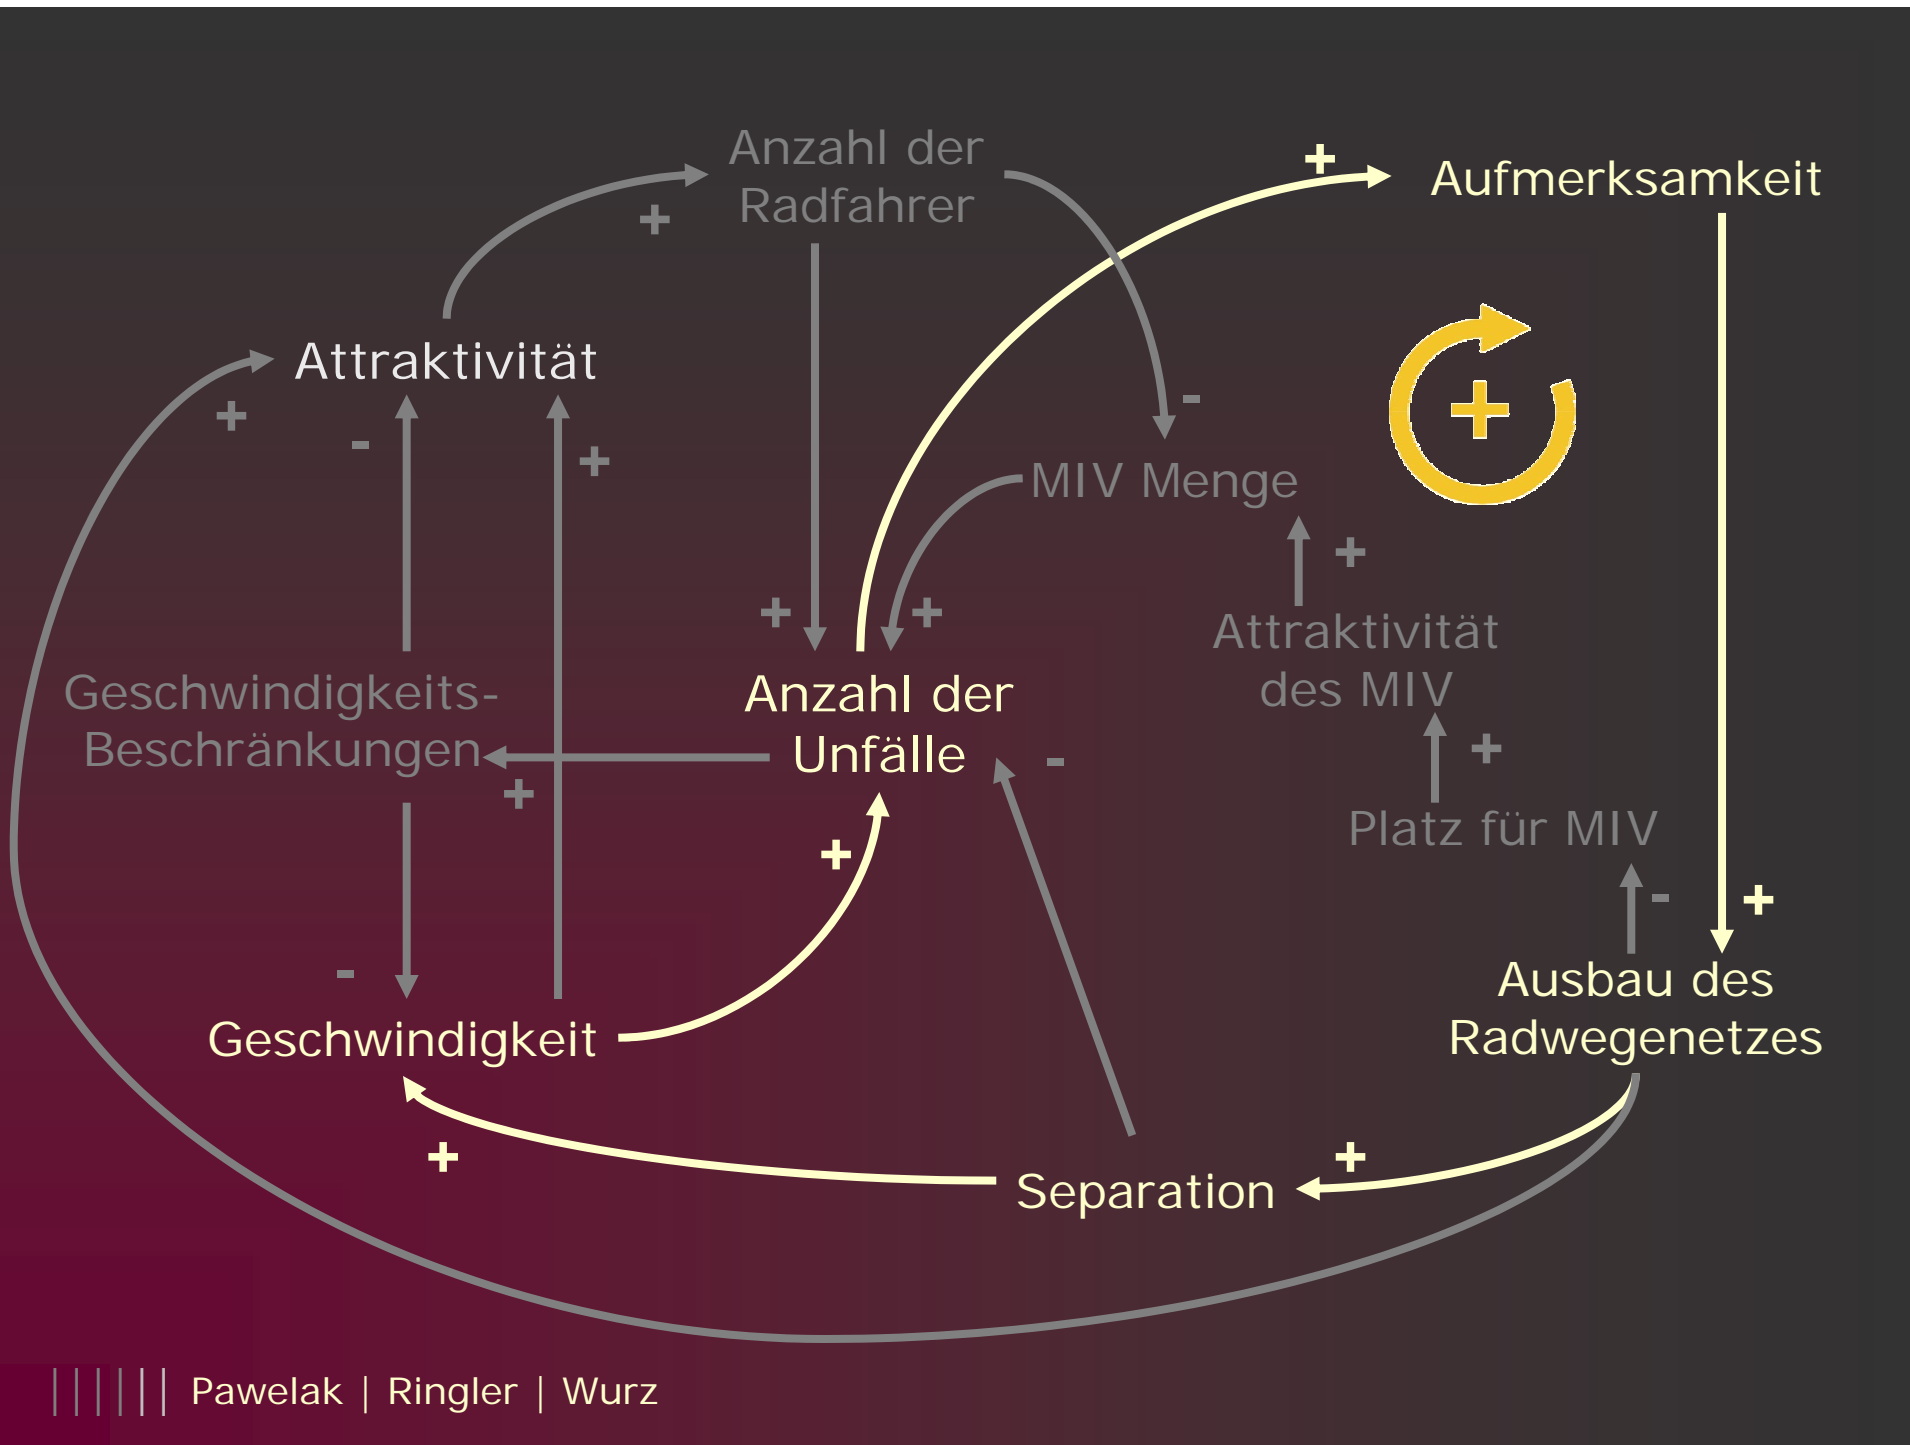 Anzahl der
Radfahrer
+
Aufmerksamkeit
+
Attraktivität
+
-
+
-
+
MIV Menge
+
+
+
Attraktivität
des MIV
Geschwindigkeits-
Beschränkungen
Anzahl der
Unfälle
-
+
+
+
Platz für MIV
-
+
-
Ausbau des
Radwegenetzes
Geschwindigkeit
+
+
Separation
Pawelak | Ringler | Wurz